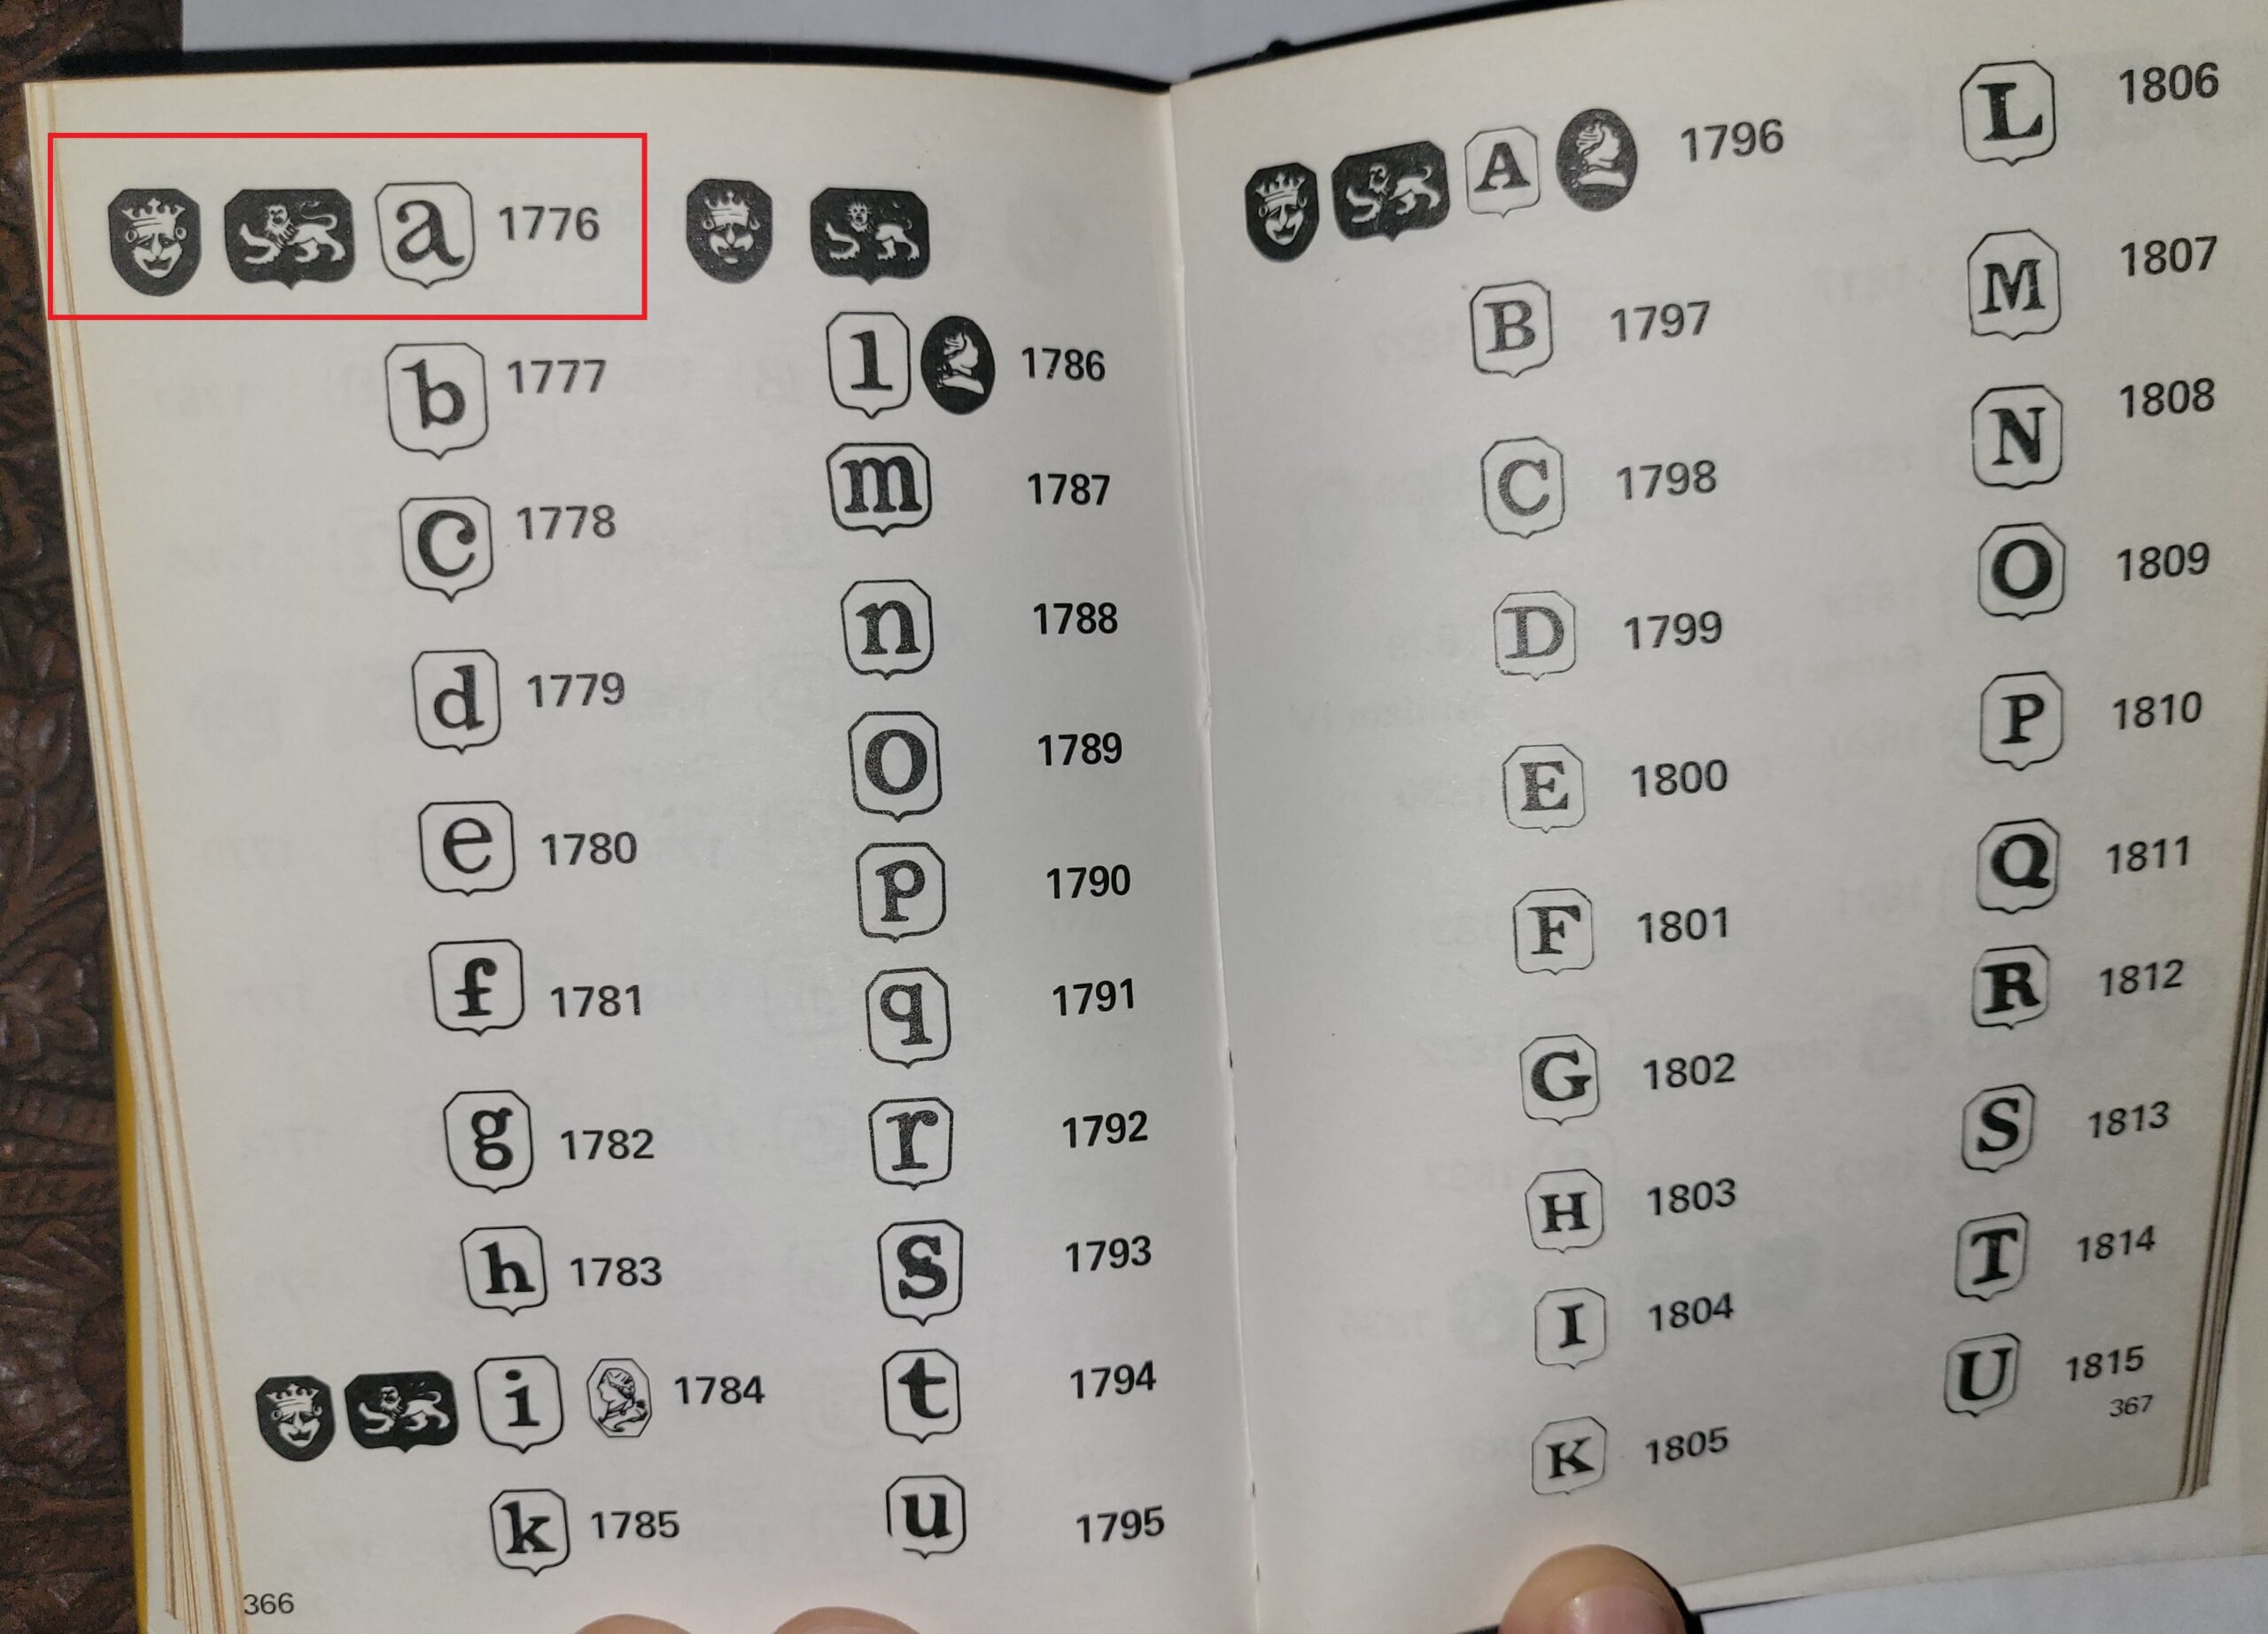 a 1776
b 1777
C 1778
d 1779
e 1780
f 1781
g 1782
h 1783
i 1784
k 1785
366
l 1786
m 1787
n 1788
O 1789
p 1790
q 1791
r 1792
S 1793
t 1794
u 1795
A 1796
B 1797
C 1798
D 1799
E 1800
F 1801
G 1802
H 1803
I 1804
K 1805
L 1806
M 1807
N 1808
O 1809
P 1810
Q 1811
R 1812
S 1813
T 1814
U 1815
367